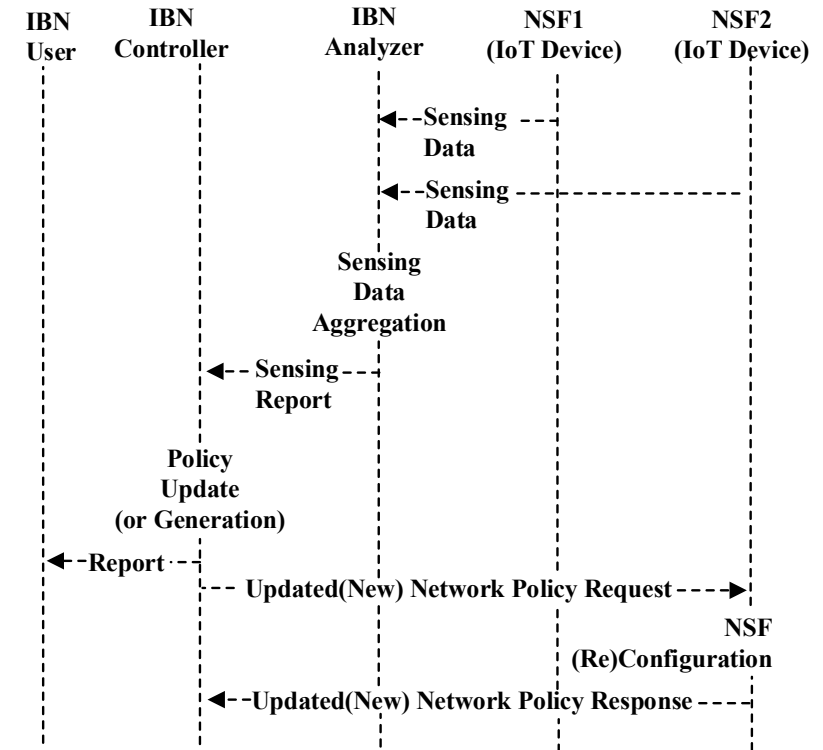 IBN
User
IBN
Controller
IBN
Analyzer
NSF1
(IoT Device)
NSF2
(IoT Device)
Sensing
Data
Sensing
Data
Sensing
Data
Aggregation
Sensing
Report
Policy
Update
(or Generation)
Report
Updated(New) Network Policy Request
NSF
(Re)Configuration
Updated(New) Network Policy Response